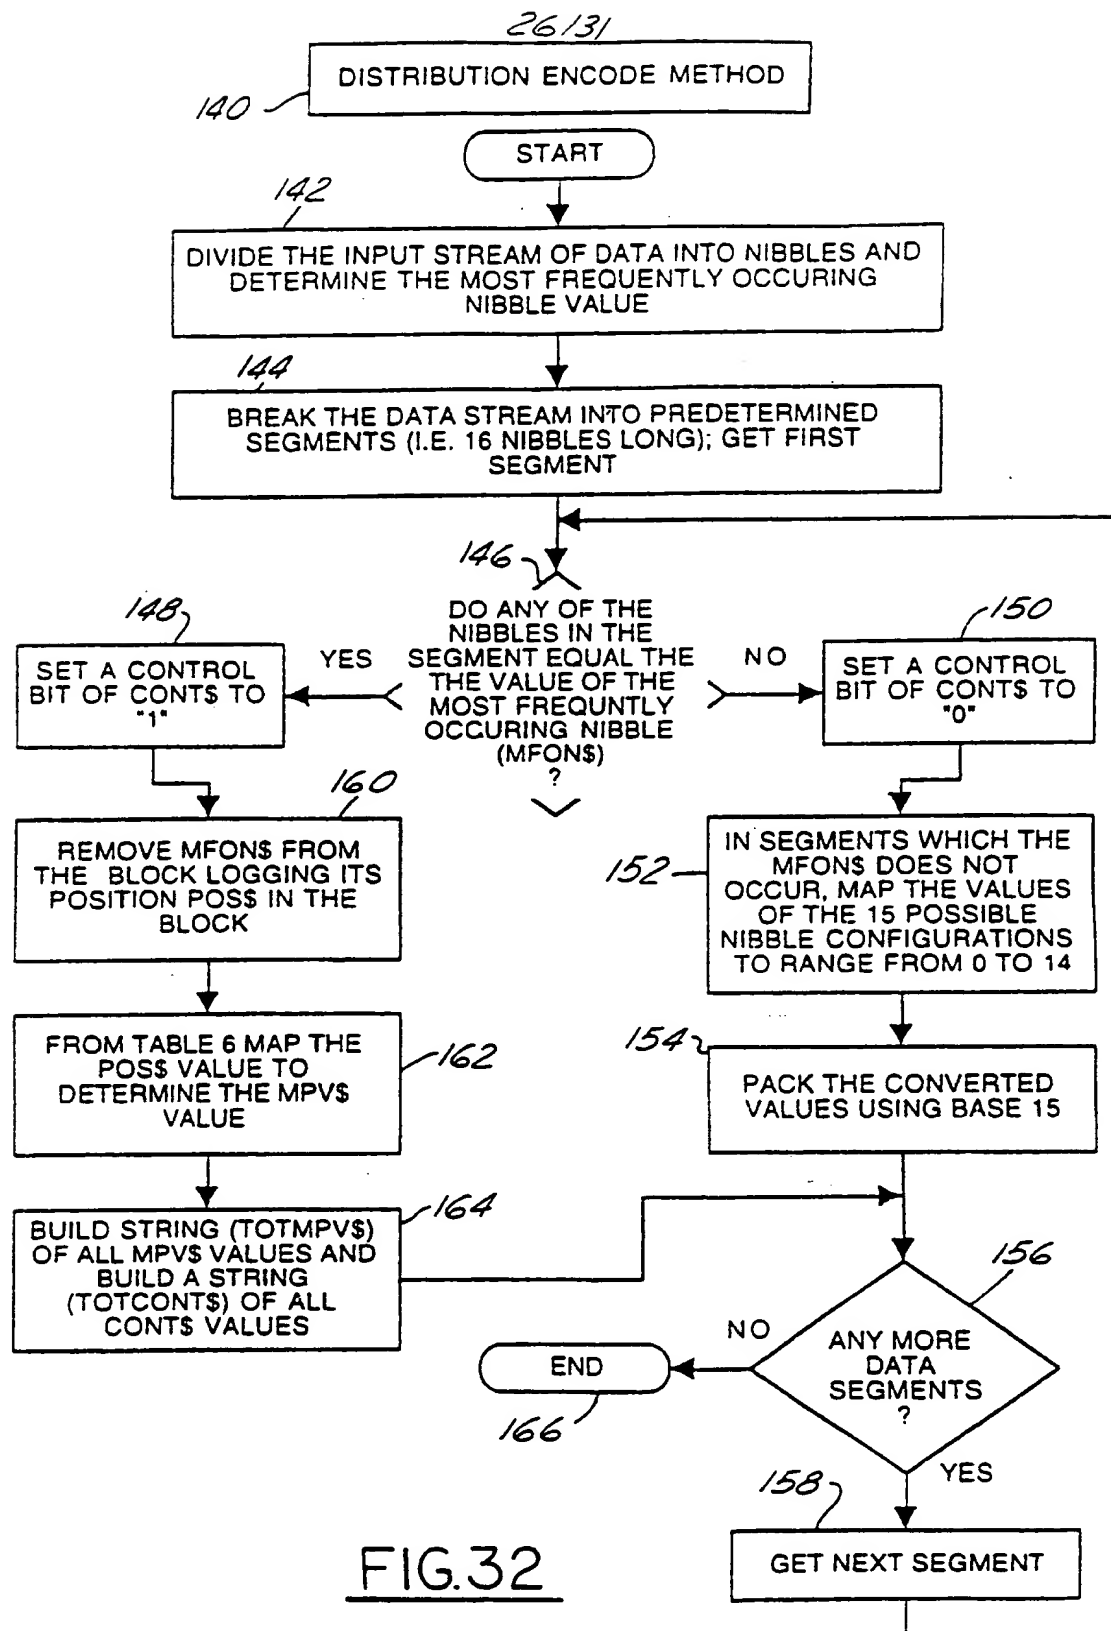 26/31
DISTRIBUTION ENCODE METHOD
140
START
142
DIVIDE THE INPUT STREAM OF DATA INTO NIBBLES AND
DETERMINE THE MOST FREQUENTLY OCCURING
NIBBLE VALUE
144
BREAK THE DATA STREAM INTO PREDETERMINED
SEGMENTS (I.E. 16 NIBBLES LONG); GET FIRST
SEGMENT
146
DO ANY OF THE
NIBBLES IN THE
SEGMENT EQUAL THE
THE VALUE OF THE
MOST FREQUNTLY
OCCURING NIBBLE
(MFON$)
?
YES
NO
148
SET A CONTROL
BIT OF CONT$ TO
"1"
150
SET A CONTROL
BIT OF CONT$ TO
"0"
160
REMOVE MFON$ FROM
THE BLOCK LOGGING ITS
POSITION POS$ IN THE
BLOCK
152
IN SEGMENTS WHICH THE
MFON$ DOES NOT
OCCUR, MAP THE VALUES
OF THE 15 POSSIBLE
NIBBLE CONFIGURATIONS
TO RANGE FROM 0 TO 14
FROM TABLE 6 MAP THE
POS$ VALUE TO
DETERMINE THE MPV$
VALUE
162
154
PACK THE CONVERTED
VALUES USING BASE 15
164
BUILD STRING (TOTMPV$)
OF ALL MPV$ VALUES AND
BUILD A STRING
(TOTCONT$) OF ALL
CONT$ VALUES
156
ANY MORE
DATA
SEGMENTS
?
NO
END
166
YES
158
GET NEXT SEGMENT
FIG.32